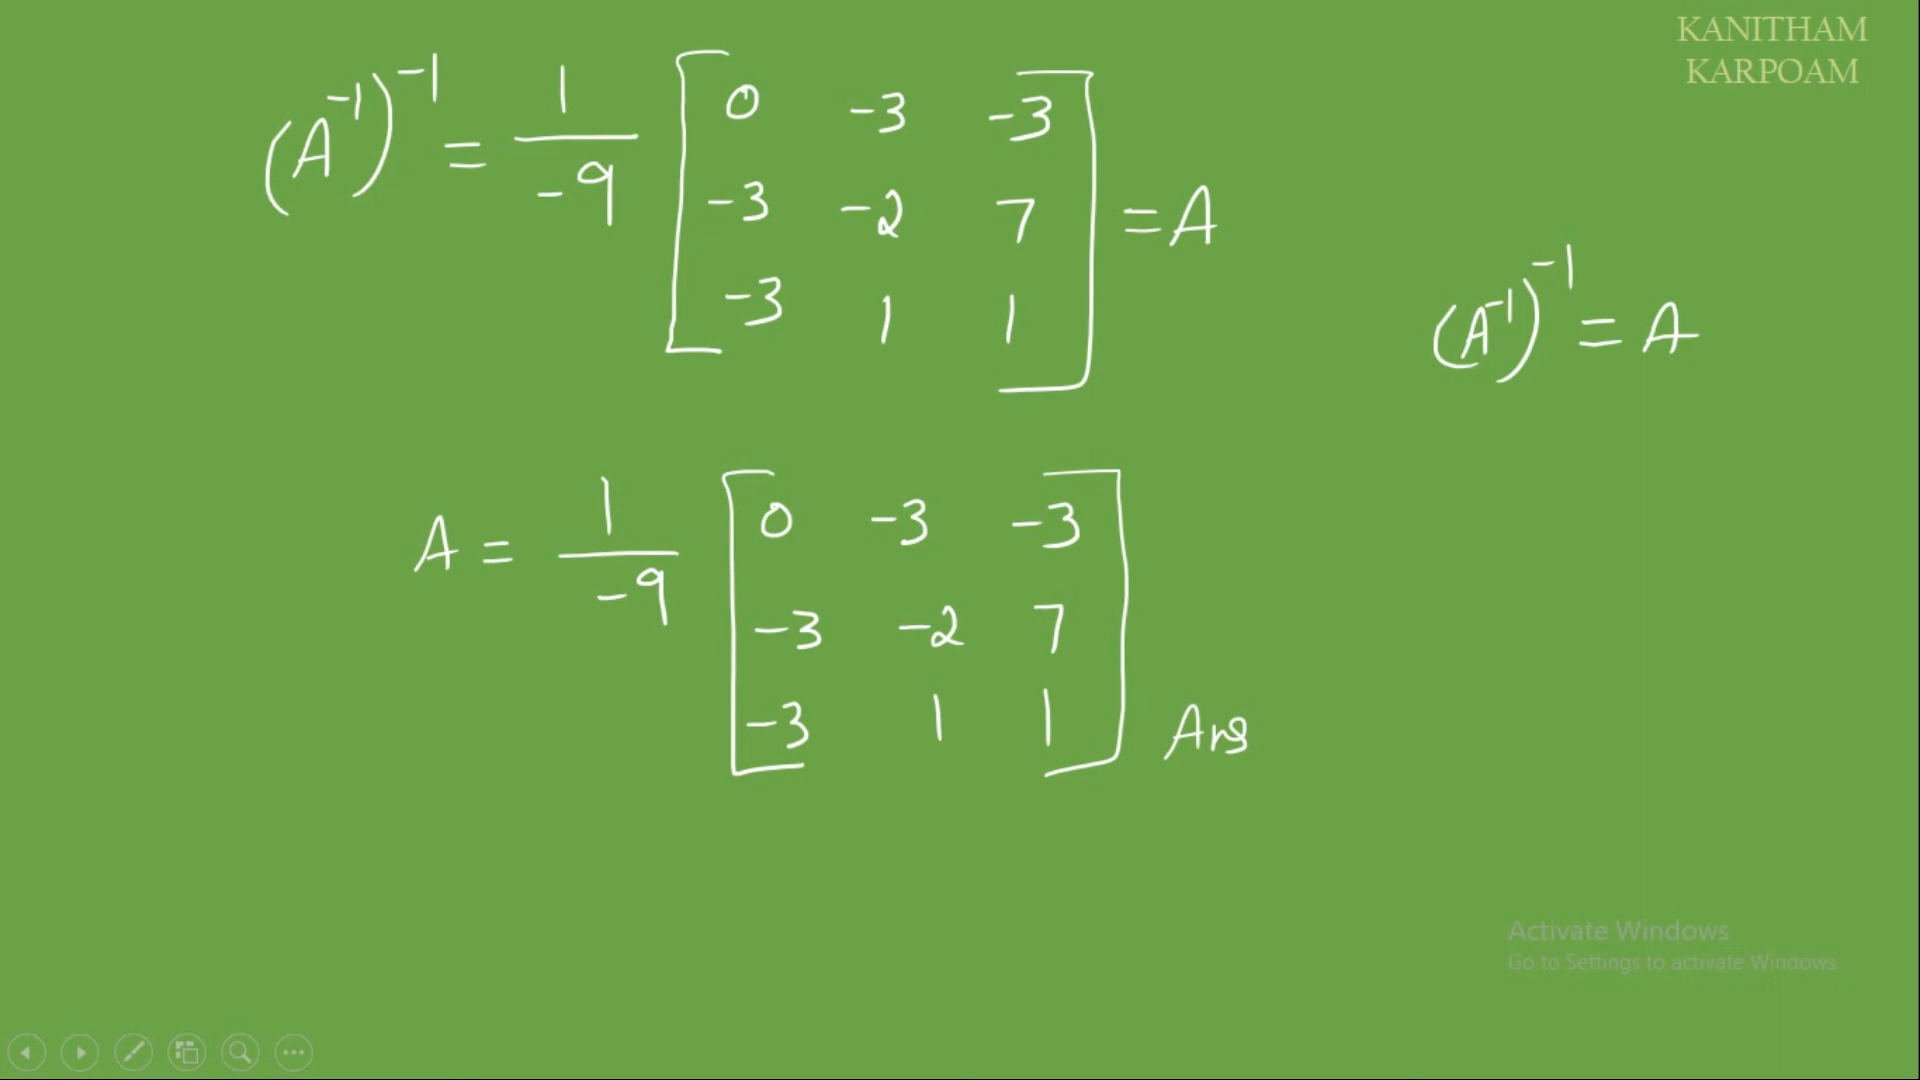 KANITHAM
KARPOAM
(A⁻¹)⁻¹ = 1/-9 [0 -3 -3
-3 -2 7
-3 1 1] = A
(A⁻¹)⁻¹ = A
A = 1/-9 [0 -3 -3
-3 -2 7
-3 1 1] Ans
Activate Windows
Go to Settings to activate Windows.